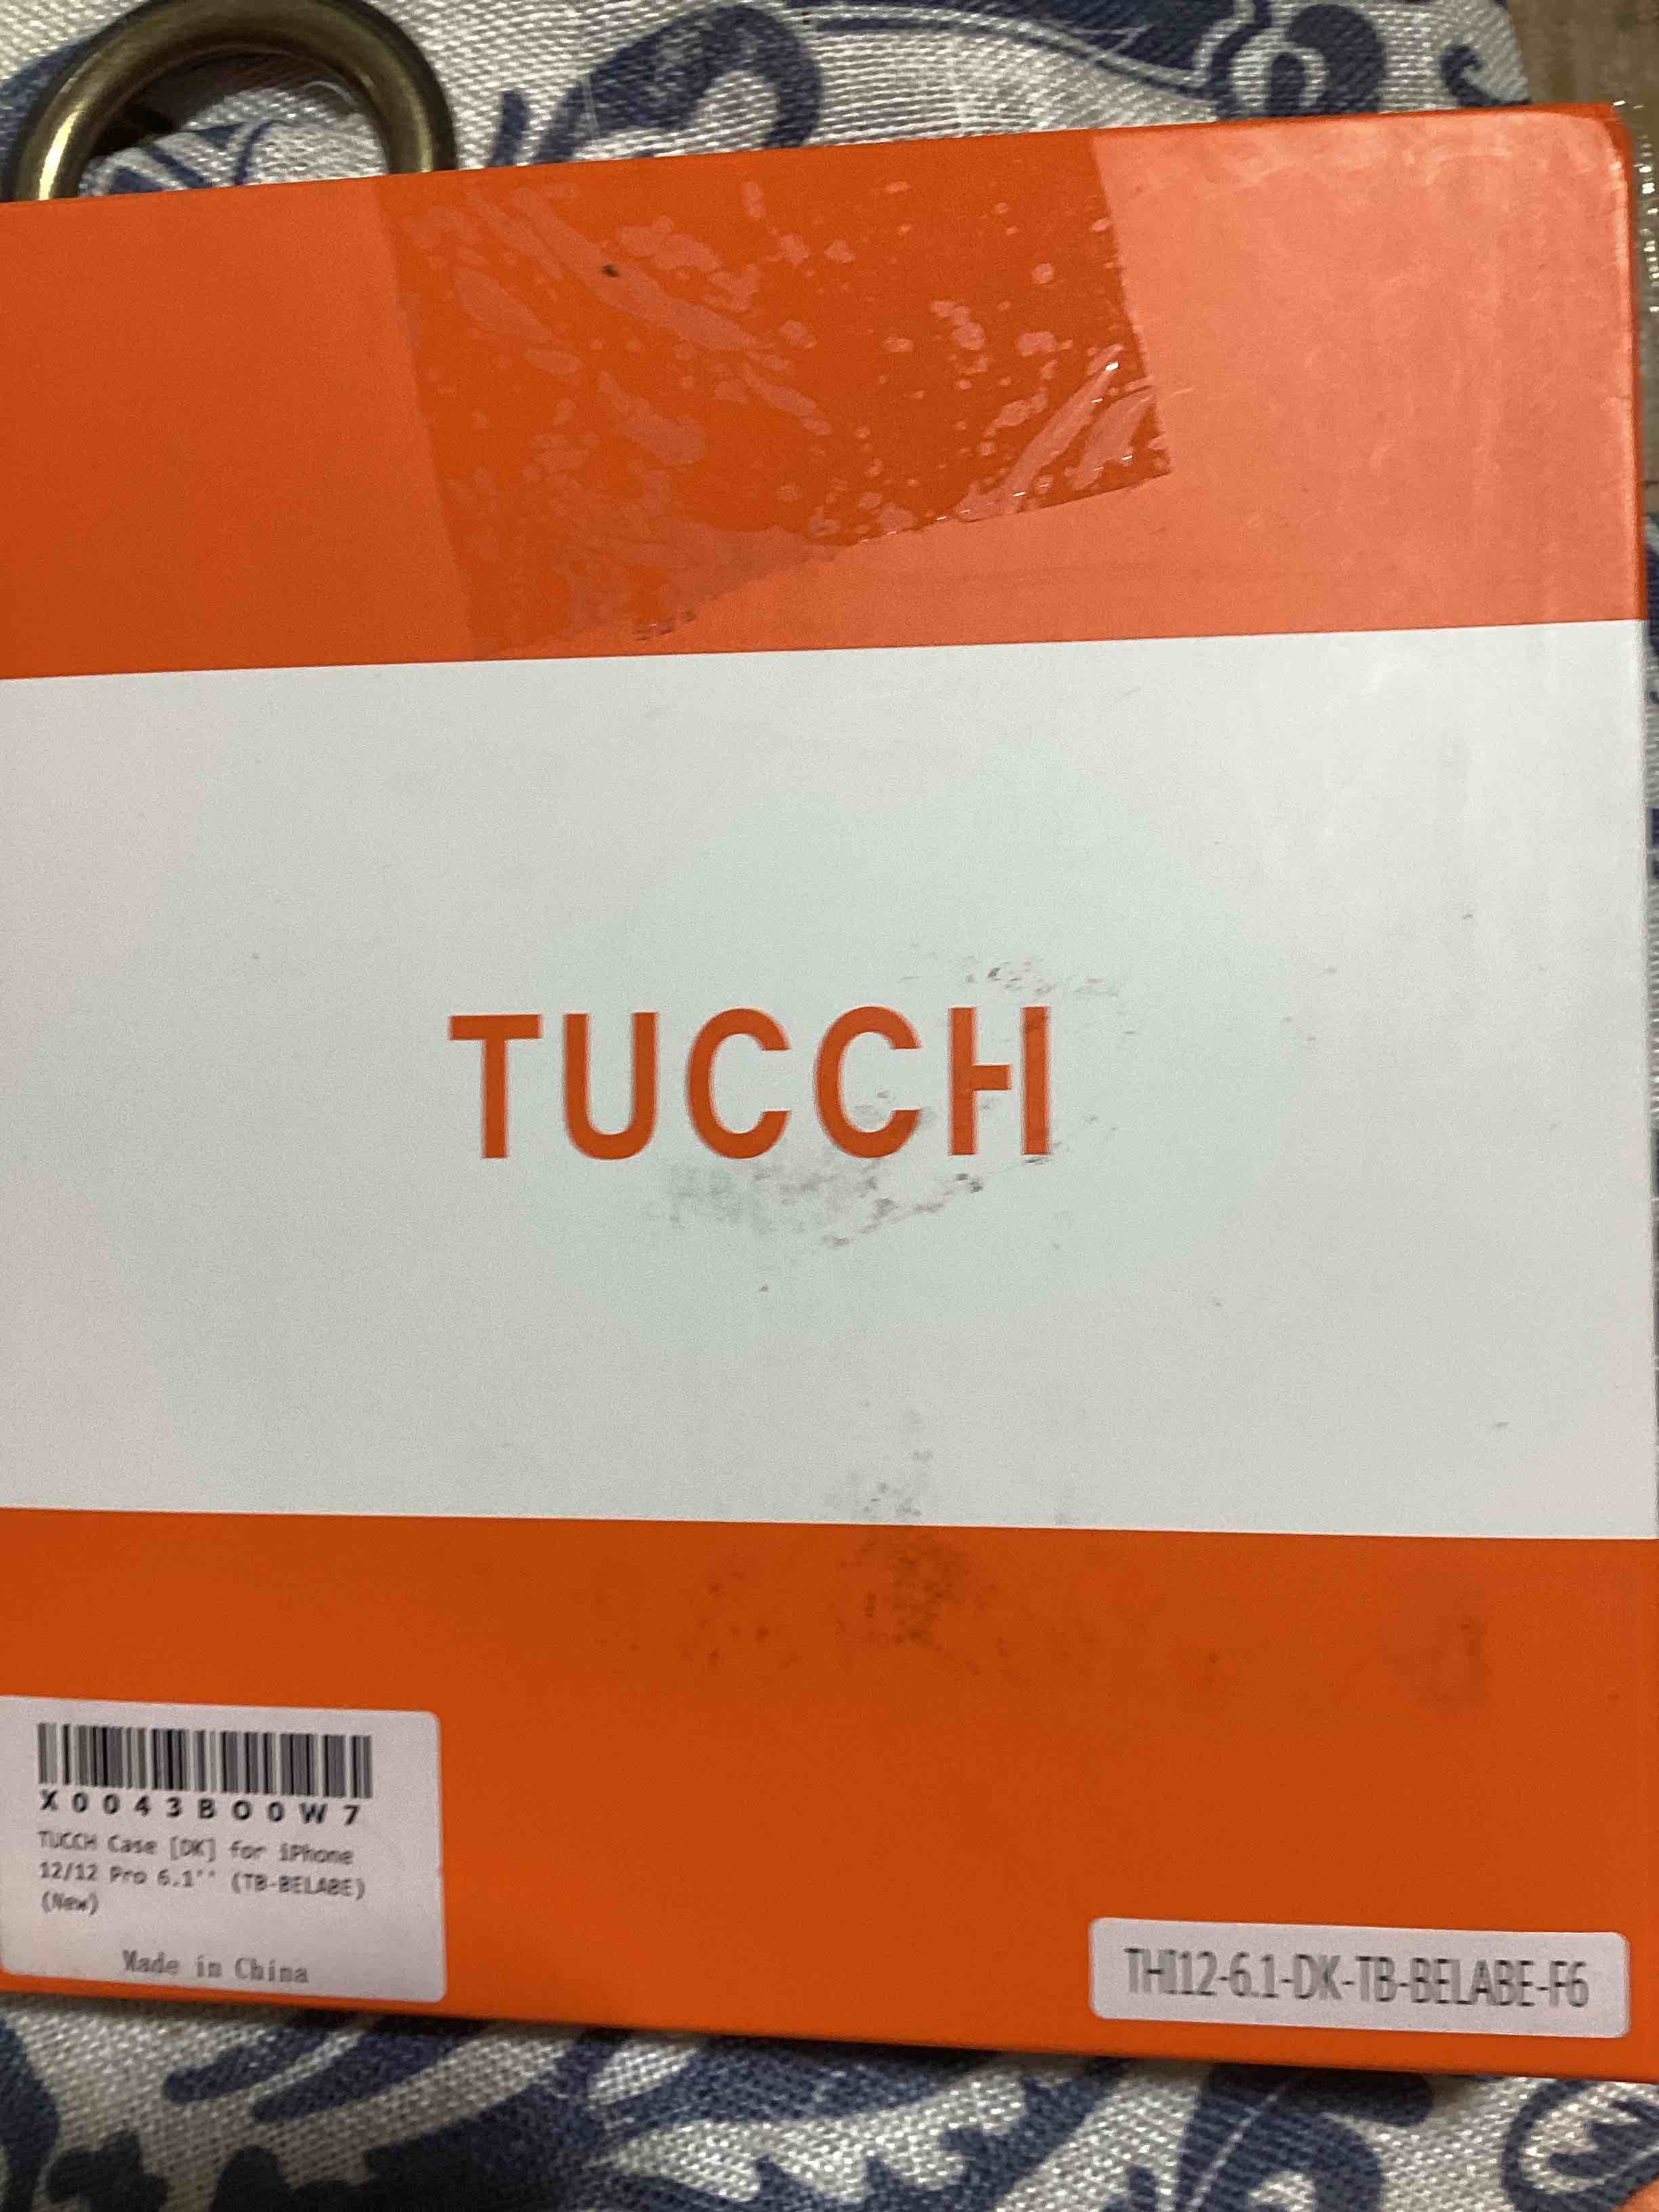 TUCCH
X0043BO0W7
TUCCH Case [DK] for iPhone
12/12 Pro 6.1'' (TB-BELABE)
(New)
Made in China
THI12-6.1-DK-TB-BELABE-F6